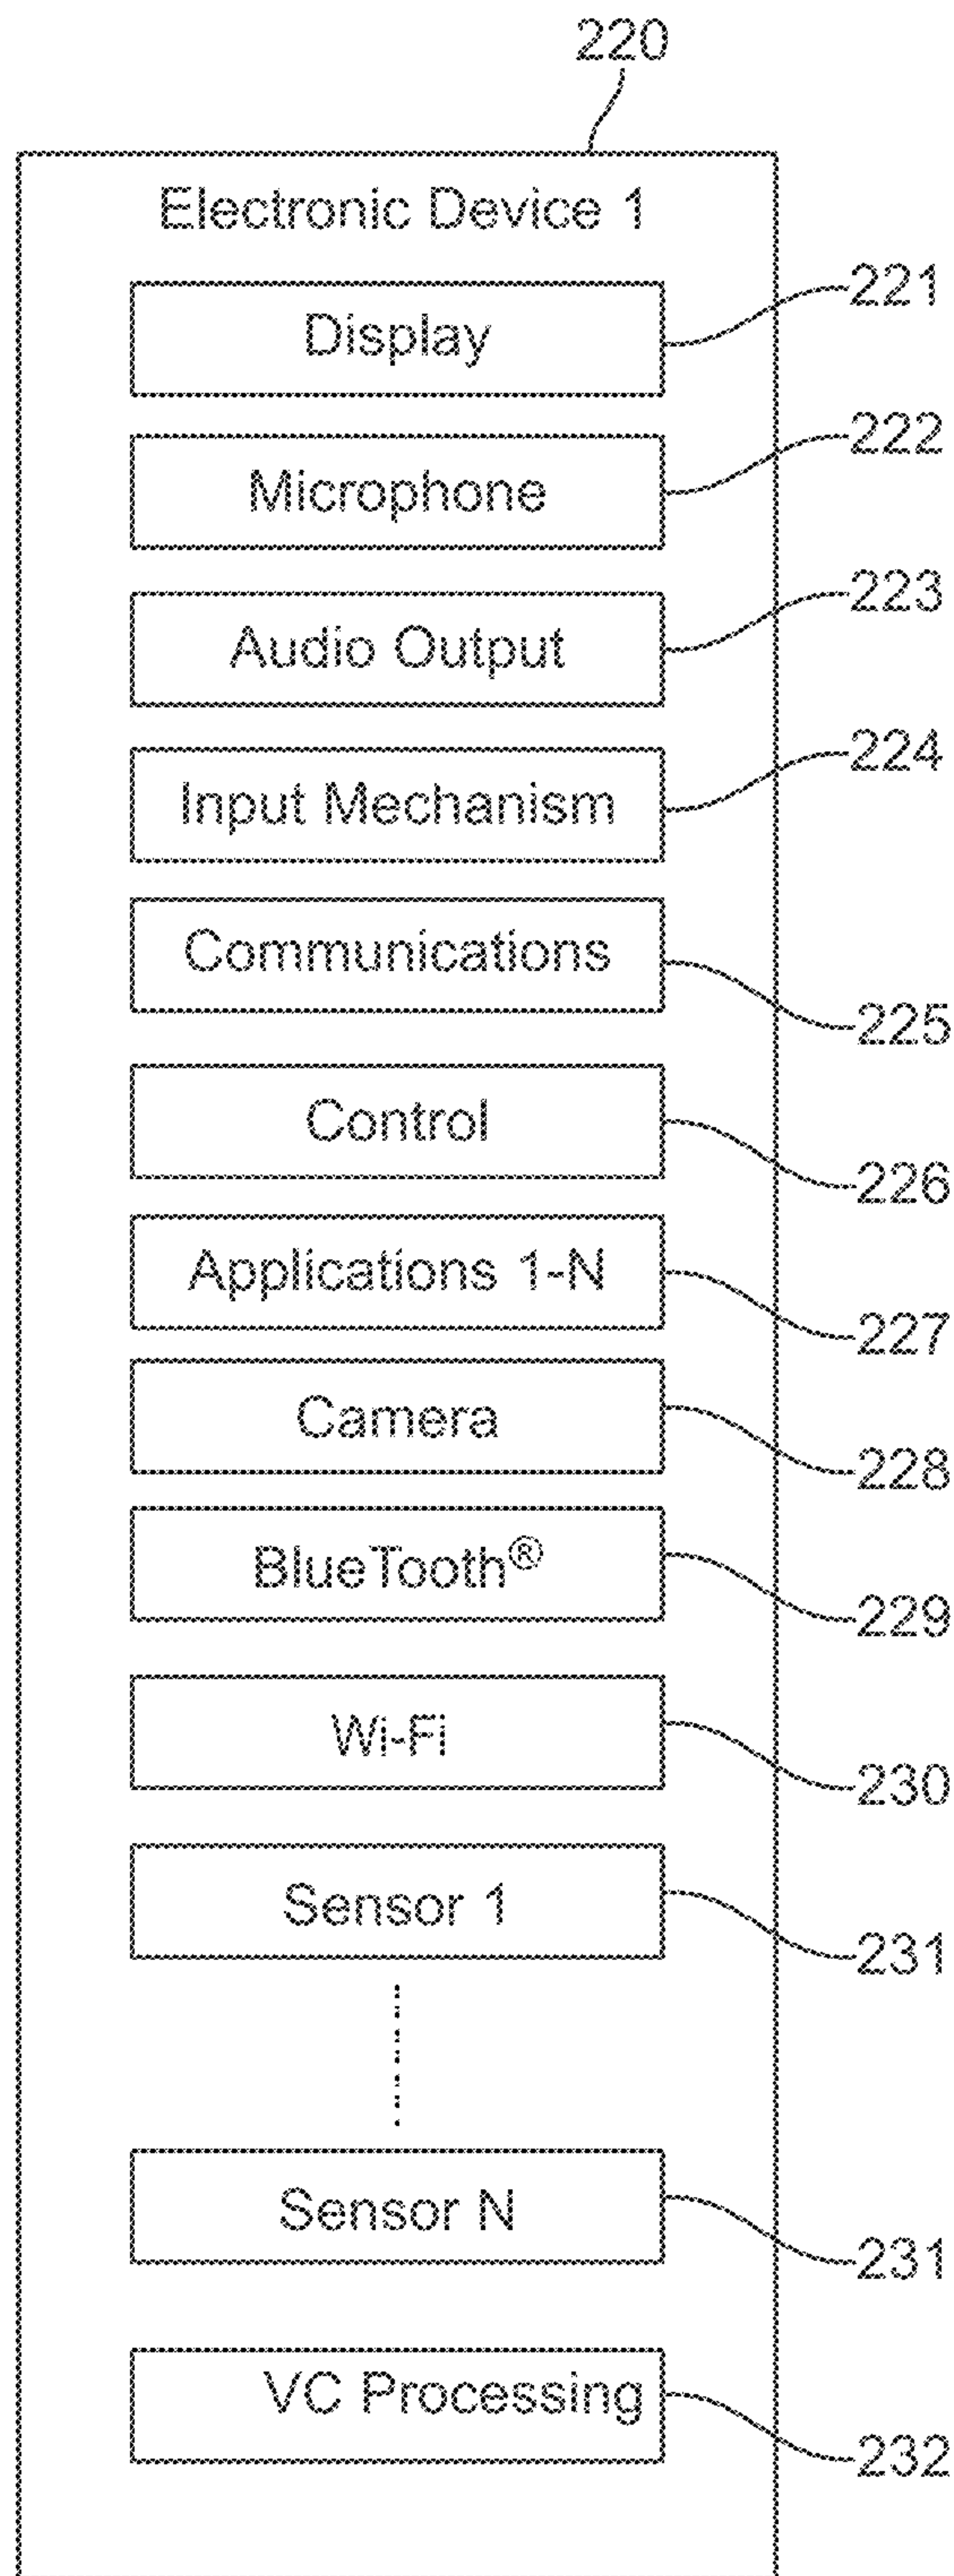 220
Electronic Device 1
Display
221
Microphone
222
Audio Output
223
Input Mechanism
224
Communications
225
Control
226
Applications 1-N
227
Camera
228
BlueTooth®
229
Wi-Fi
230
Sensor 1
231
Sensor N
231
VC Processing
232